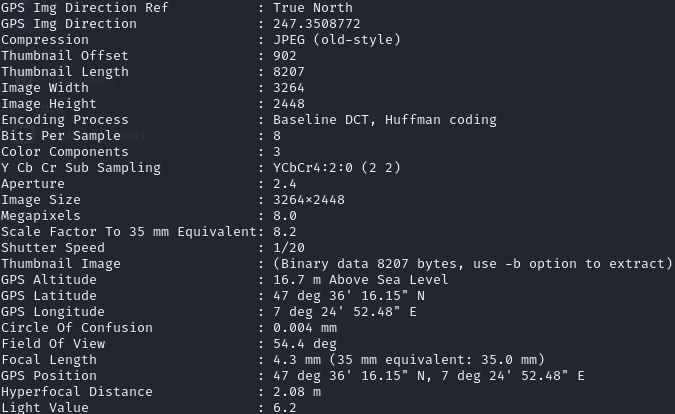 GPS Img Direction Ref : True North
GPS Img Direction : 247.3508772
Compression : JPEG (old-style)
Thumbnail Offset : 902
Thumbnail Length : 8207
Image Width : 3264
Image Height : 2448
Encoding Process : Baseline DCT, Huffman coding
Bits Per Sample : 8
Color Components : 3
Y Cb Cr Sub Sampling : YCbCr4:2:0 (2 2)
Aperture : 2.4
Image Size : 3264×2448
Megapixels : 8.0
Scale Factor To 35 mm Equivalent: 8.2
Shutter Speed : 1/20
Thumbnail Image : (Binary data 8207 bytes, use -b option to extract)
GPS Altitude : 16.7 m Above Sea Level
GPS Latitude : 47 deg 36' 16.15" N
GPS Longitude : 7 deg 24' 52.48" E
Circle Of Confusion : 0.004 mm
Field Of View : 54.4 deg
Focal Length : 4.3 mm (35 mm equivalent: 35.0 mm)
GPS Position : 47 deg 36' 16.15" N, 7 deg 24' 52.48" E
Hyperfocal Distance : 2.08 m
Light Value : 6.2